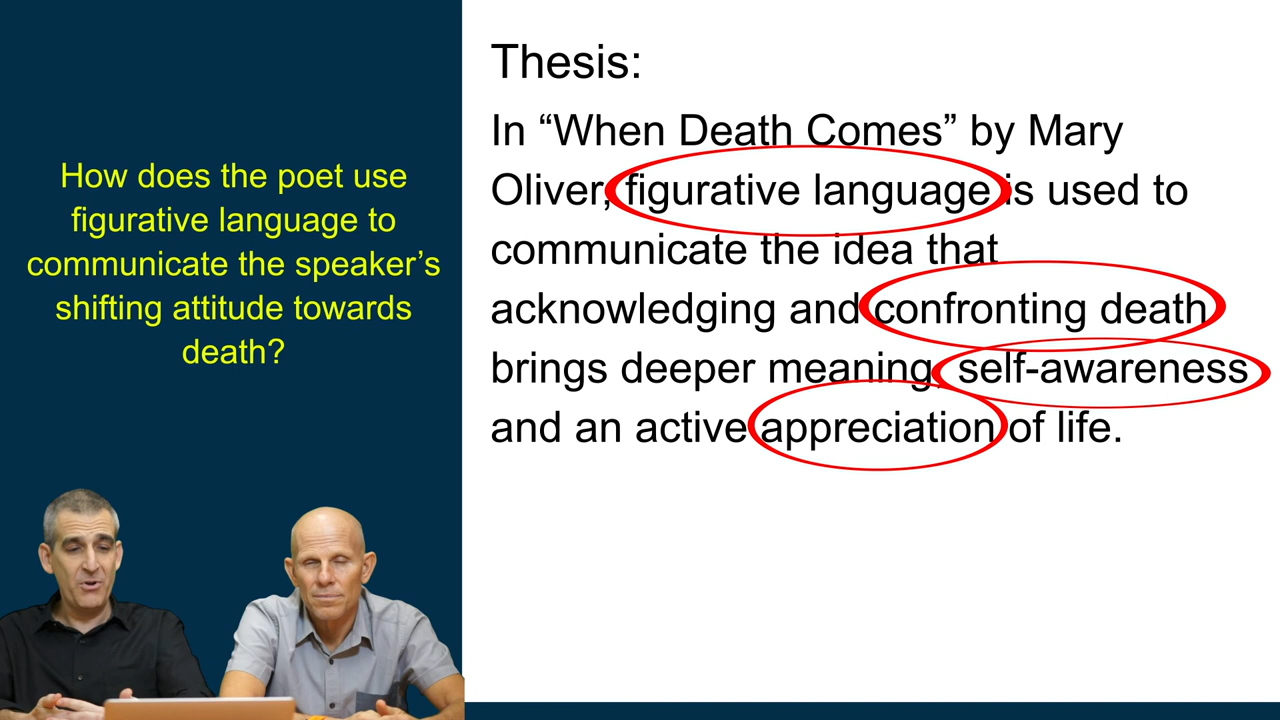 How does the poet use
figurative language to
communicate the speaker’s
shifting attitude towards
death?
Thesis:
In “When Death Comes” by Mary
Oliver, figurative language is used to
communicate the idea that
acknowledging and confronting death
brings deeper meaning, self-awareness
and an active appreciation of life.